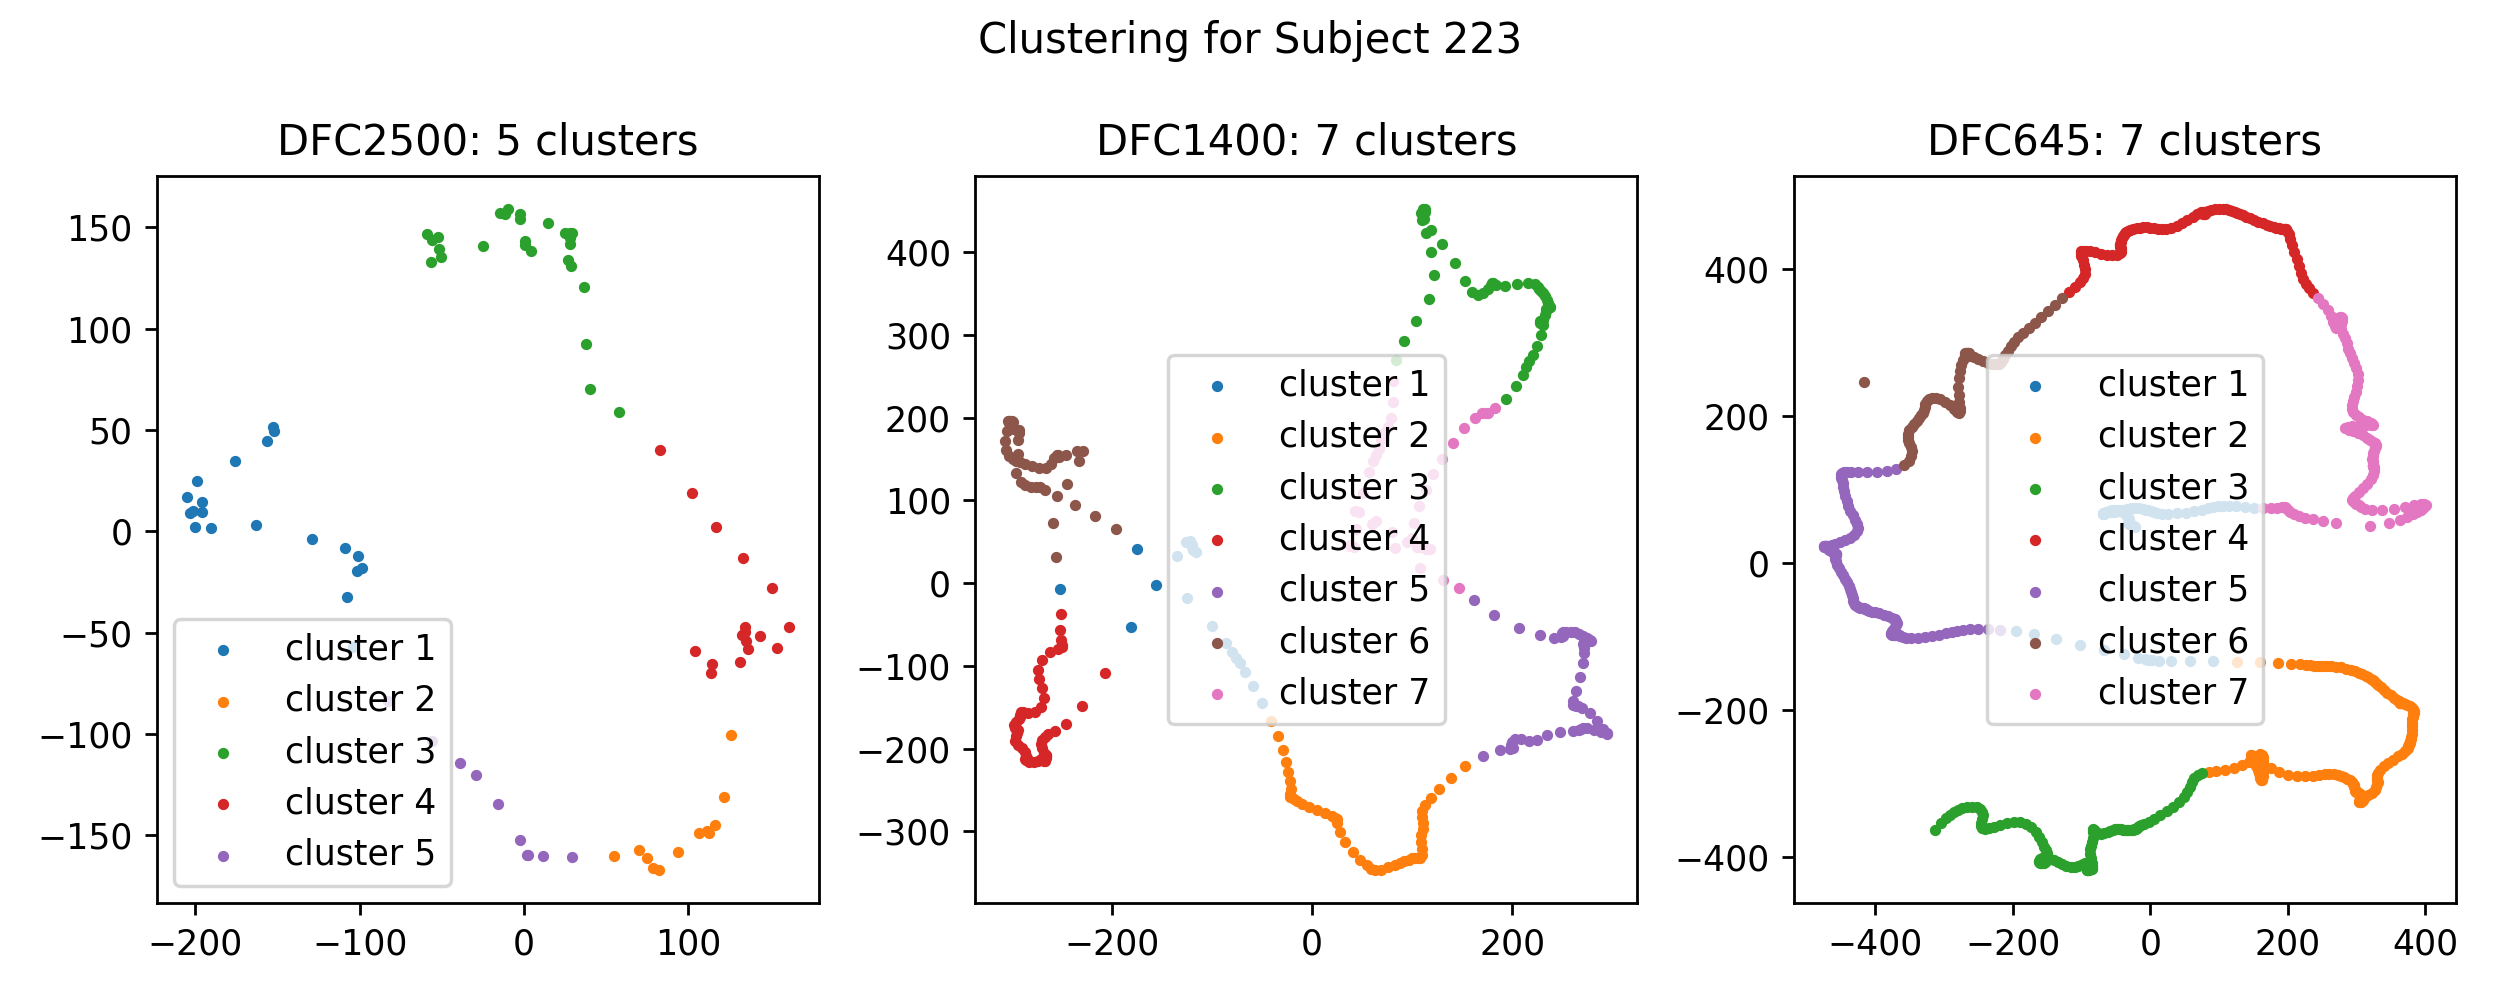 Clustering for Subject 223
DFC2500: 5 clusters
150
100
50
0
−50
−100
−150
−200
−100
0
100
cluster 1
cluster 2
cluster 3
cluster 4
cluster 5
DFC1400: 7 clusters
400
300
200
100
0
−100
−200
−300
−200
0
200
cluster 1
cluster 2
cluster 3
cluster 4
cluster 5
cluster 6
cluster 7
DFC645: 7 clusters
400
200
0
−200
−400
−400
−200
0
200
400
cluster 1
cluster 2
cluster 3
cluster 4
cluster 5
cluster 6
cluster 7